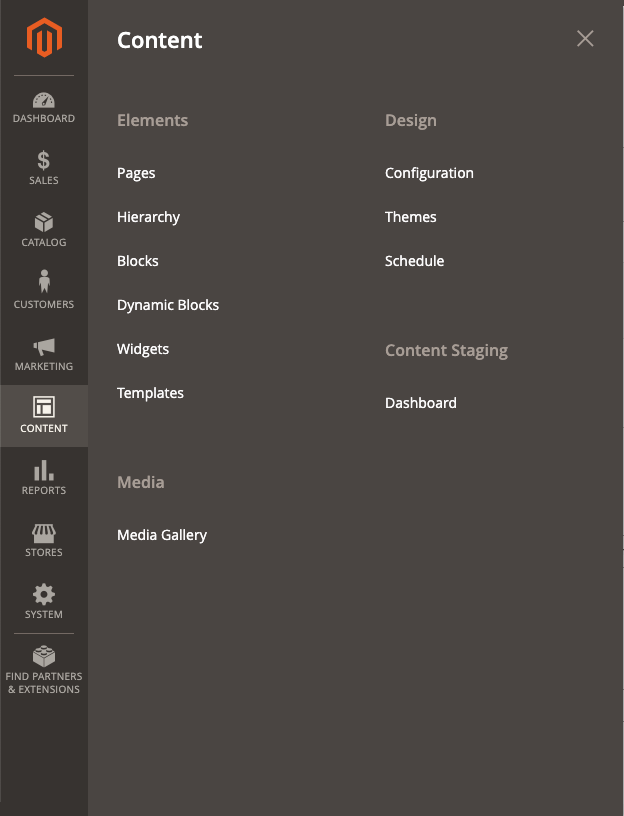 DASHBOARD
SALES
CATALOG
CUSTOMERS
MARKETING
CONTENT
REPORTS
STORES
SYSTEM
FIND PARTNERS
& EXTENSIONS
Content
Elements
Pages
Hierarchy
Blocks
Dynamic Blocks
Widgets
Templates
Media
Media Gallery
Design
Configuration
Themes
Schedule
Content Staging
Dashboard